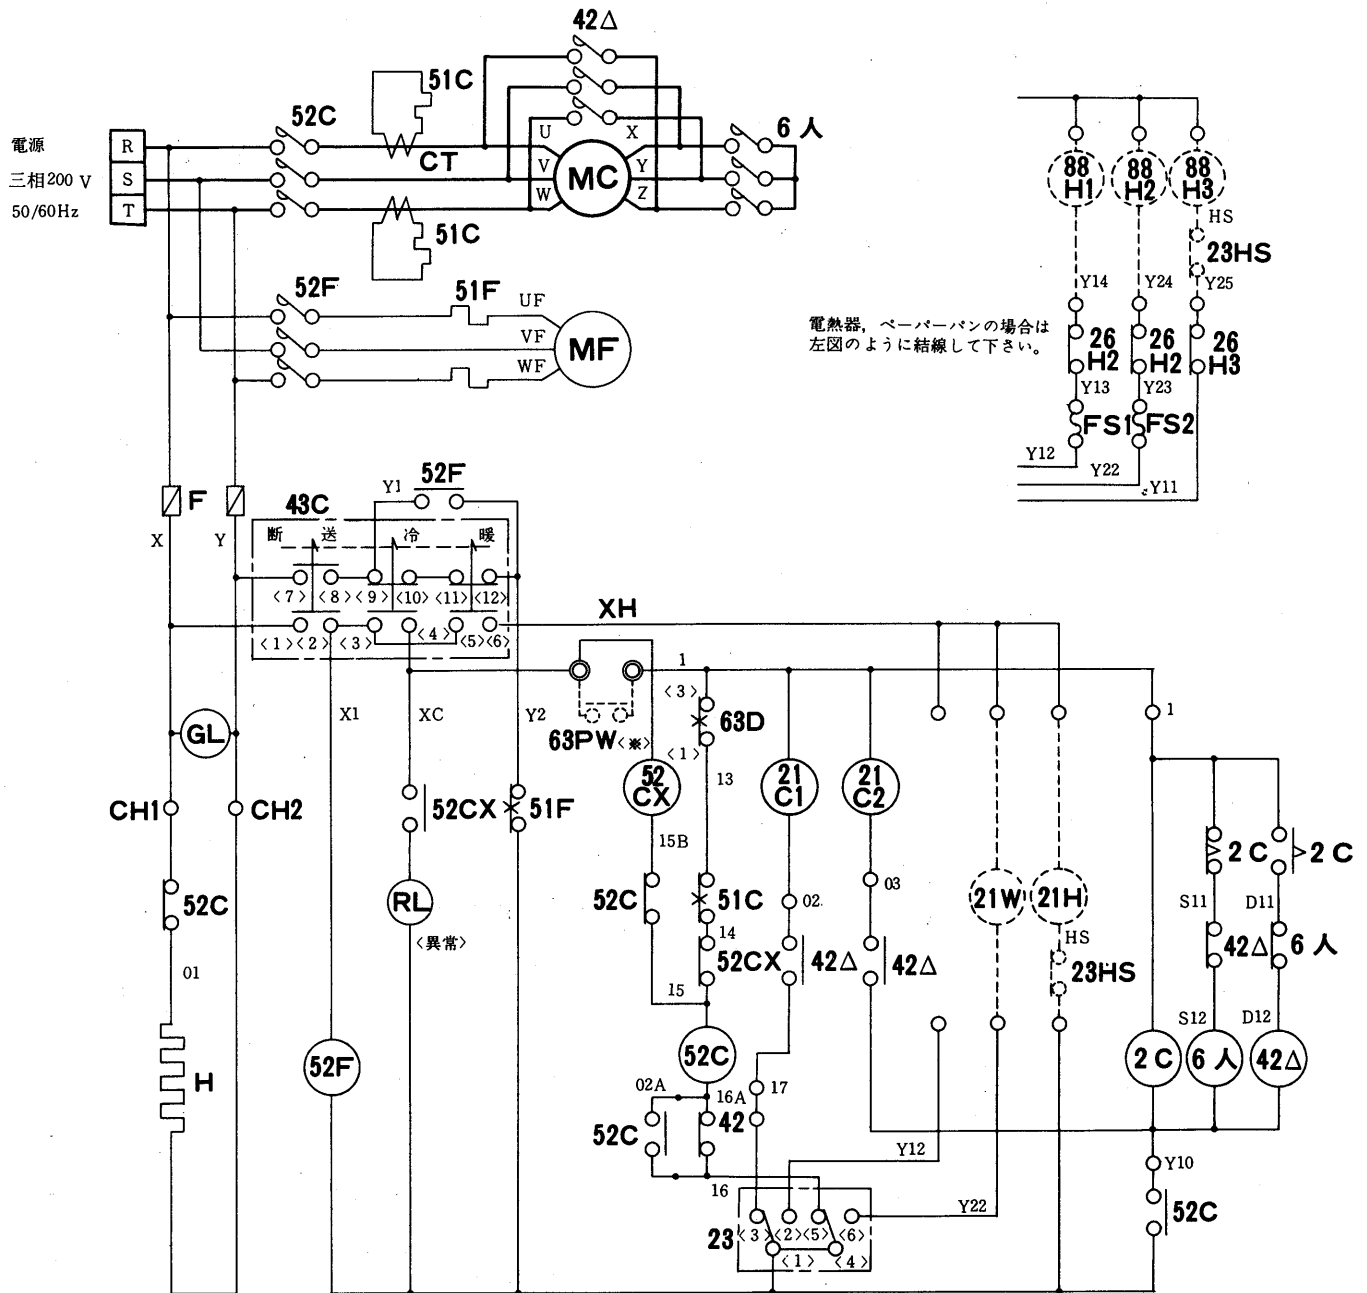 42△
51C
52C
6人
電源
三相200 V
50/60Hz
R
S
T
CT
U
V
W
MC
X
Y
Z
51C
88
H1
88
H2
88
H3
HS
23HS
Y14
Y24
Y25
52F
51F
UF
VF
WF
MF
電熱器，ペーパーパンの場合は
左図のように結線して下さい。
26
H2
26
H2
26
H3
Y13
Y23
FS1
FS2
Y12
Y22
Y11
F
X
Y
43C
Y1
52F
断 送 冷 暖
〈7〉 〈8〉 〈9〉 〈10〉 〈11〉 〈12〉
〈1〉 〈2〉 〈3〉 〈4〉 〈5〉 〈6〉
XH
X1
XC
Y2
1
〈3〉
63D
〈1〉
63PW〈※〉
1
GL
52
CX
13
21
C1
21
C2
CH1
CH2
52CX
51F
15B
2C
2C
52C
RL
〈異常〉
52C
51C
02
03
21W
21H
S11
D11
14
52CX
42△
42△
HS
23HS
42△
6人
01
15
S12
D12
H
52F
52C
2C
6人
42△
02A
16A
17
52C
42
Y12
Y10
16
Y22
52C
23
〈3〉 〈2〉 〈5〉 〈6〉
〈1〉 〈4〉